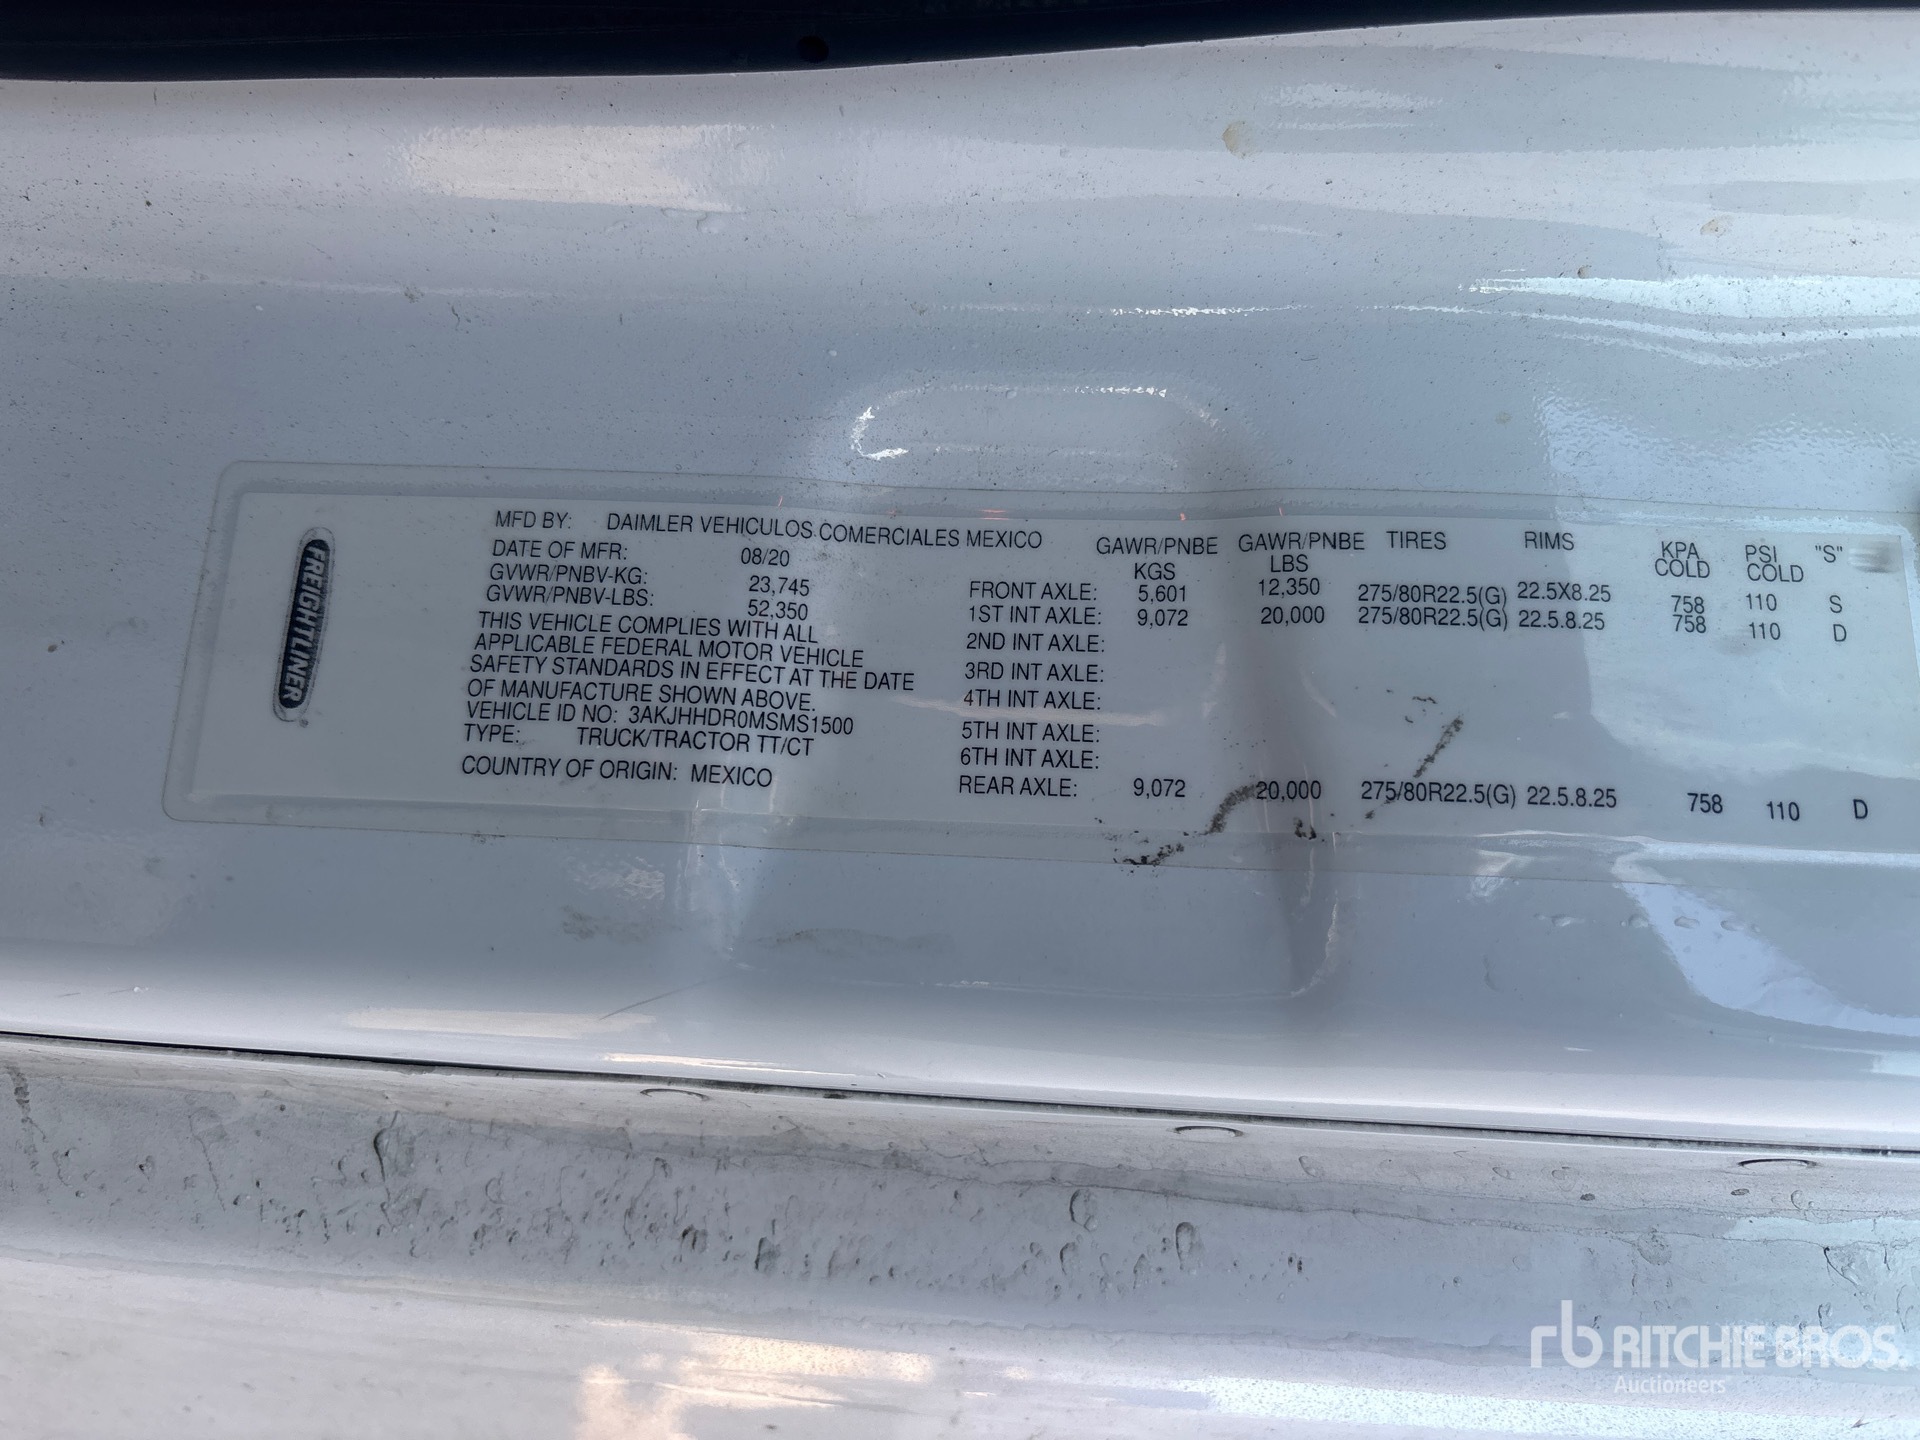 FREIGHTLINER
MFD BY: DAIMLER VEHICULOS COMERCIALES MEXICO
DATE OF MFR: 08/20
GVWR/PNBV-KG: 23,745
GVWR/PNBV-LBS: 52,350
THIS VEHICLE COMPLIES WITH ALL
APPLICABLE FEDERAL MOTOR VEHICLE
SAFETY STANDARDS IN EFFECT AT THE DATE
OF MANUFACTURE SHOWN ABOVE.
VEHICLE ID NO: 3AKJHHDR0MSMS1500
TYPE: TRUCK/TRACTOR TT/CT
COUNTRY OF ORIGIN: MEXICO
GAWR/PNBE GAWR/PNBE TIRES RIMS KPA PSI "S"
KGS LBS COLD COLD
FRONT AXLE: 5,601 12,350 275/80R22.5(G) 22.5X8.25 758 110 S
1ST INT AXLE: 9,072 20,000 275/80R22.5(G) 22.5.8.25 758 110 D
2ND INT AXLE:
3RD INT AXLE:
4TH INT AXLE:
5TH INT AXLE:
6TH INT AXLE:
REAR AXLE: 9,072 20,000 275/80R22.5(G) 22.5.8.25 758 110 D
rb RITCHIE BROS.
Auctioneers